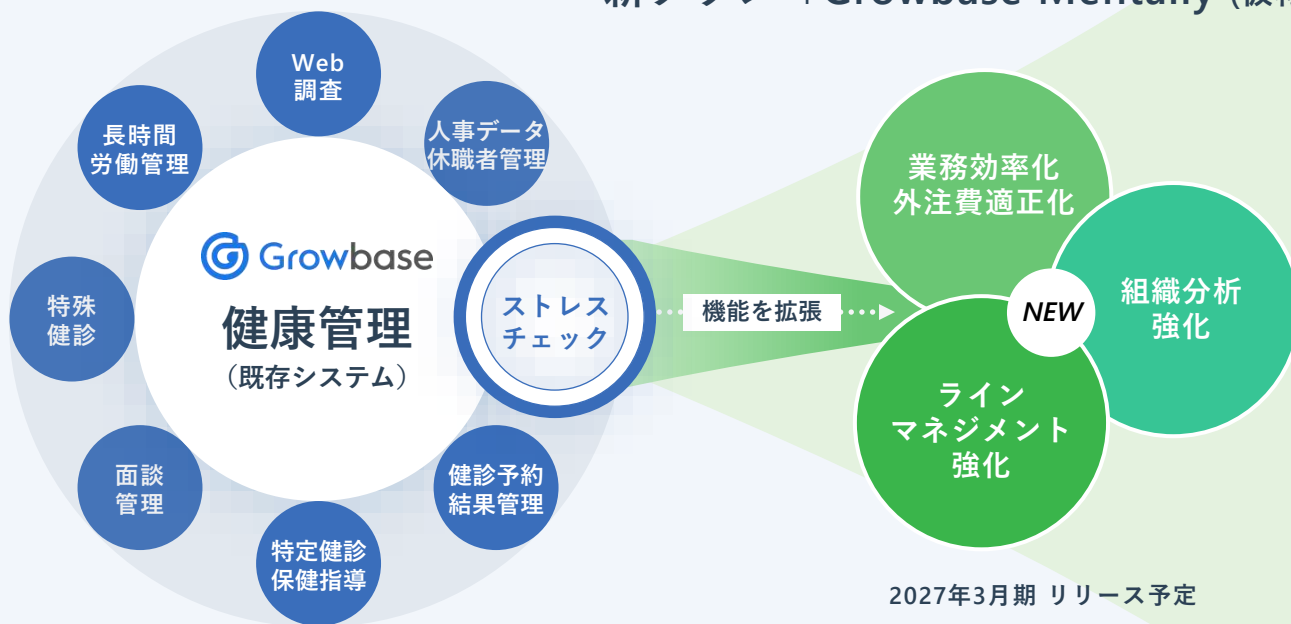 Growbase Mentally
Web
調査
人事データ
休職者管理
長時間
労働管理
特殊
健診
面談
管理
特定健診
保健指導
健診予約
結果管理
Growbase
健康管理
（既存システム）
ストレス
チェック
機能を拡張
業務効率化
外注費適正化
組織分析
強化
NEW
ライン
マネジメント
強化
2027年3月期 リリース予定